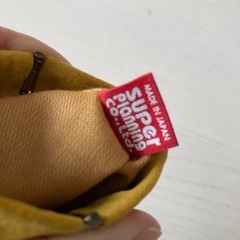 MADE IN JAPAN
Super
Planning
Co.,Ltd.